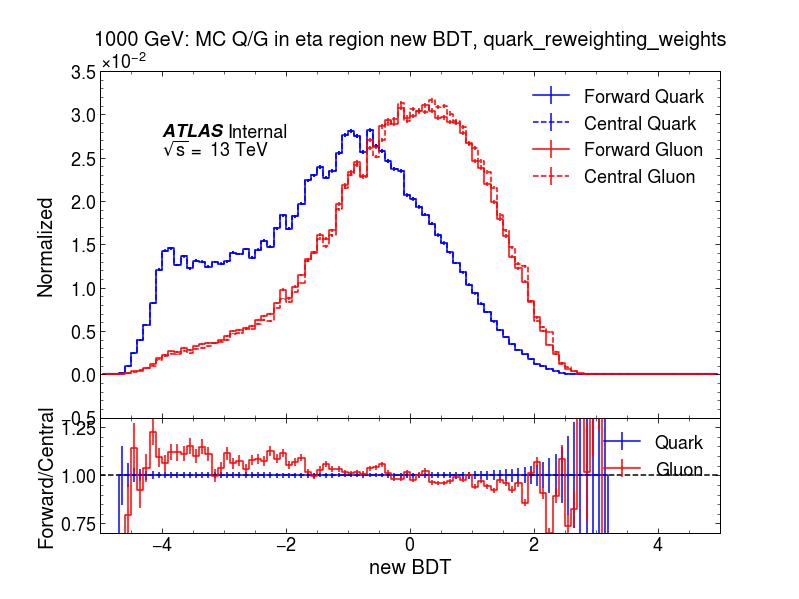 1000 GeV: MC Q/G in eta region new BDT, quark_reweighting_weights
×10⁻²
3.5
3.0
2.5
2.0
1.5
1.0
0.5
0.0
Normalized
ATLAS Internal
√s = 13 TeV
Forward Quark
Central Quark
Forward Gluon
Central Gluon
1.25
1.00
0.75
Forward/Central
Quark
Gluon
−4 −2 0 2 4
new BDT